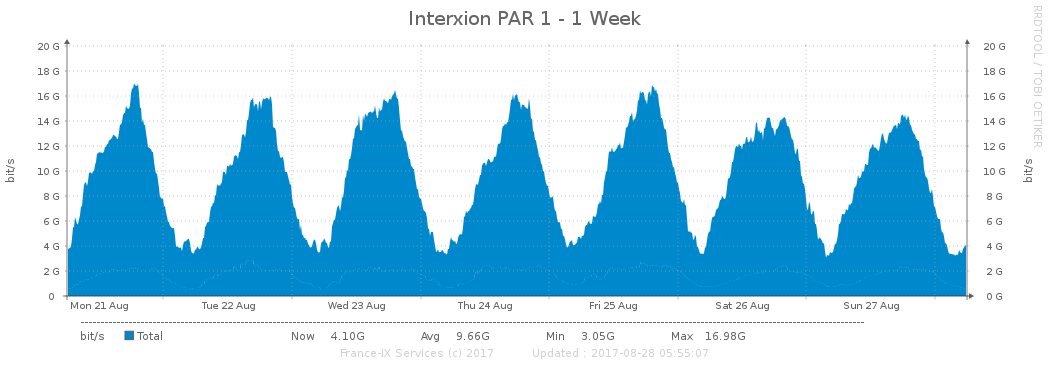 Interxion PAR 1 - 1 Week
RRDTOOL / TOBI OETIKER
bit/s
20 G 20 G
18 G 18 G
16 G 16 G
14 G 14 G
12 G 12 G
10 G 10 G
8 G 8 G
6 G 6 G
4 G 4 G
2 G 2 G
0 0 G
bit/s
Mon 21 Aug Tue 22 Aug Wed 23 Aug Thu 24 Aug Fri 25 Aug Sat 26 Aug Sun 27 Aug
bit/s Total Now 4.10G Avg 9.66G Min 3.05G Max 16.98G
France-IX Services (c) 2017 Updated : 2017-08-28 05:55:07